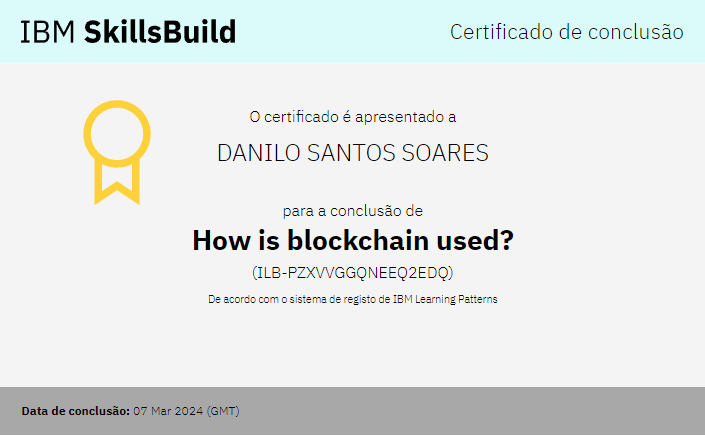 IBM SkillsBuild
Certificado de conclusão
O certificado é apresentado a
DANILO SANTOS SOARES
para a conclusão de
How is blockchain used?
(ILB-PZXVVGGQNEEQ2EDQ)
De acordo com o sistema de registo de IBM Learning Patterns
Data de conclusão: 07 Mar 2024 (GMT)